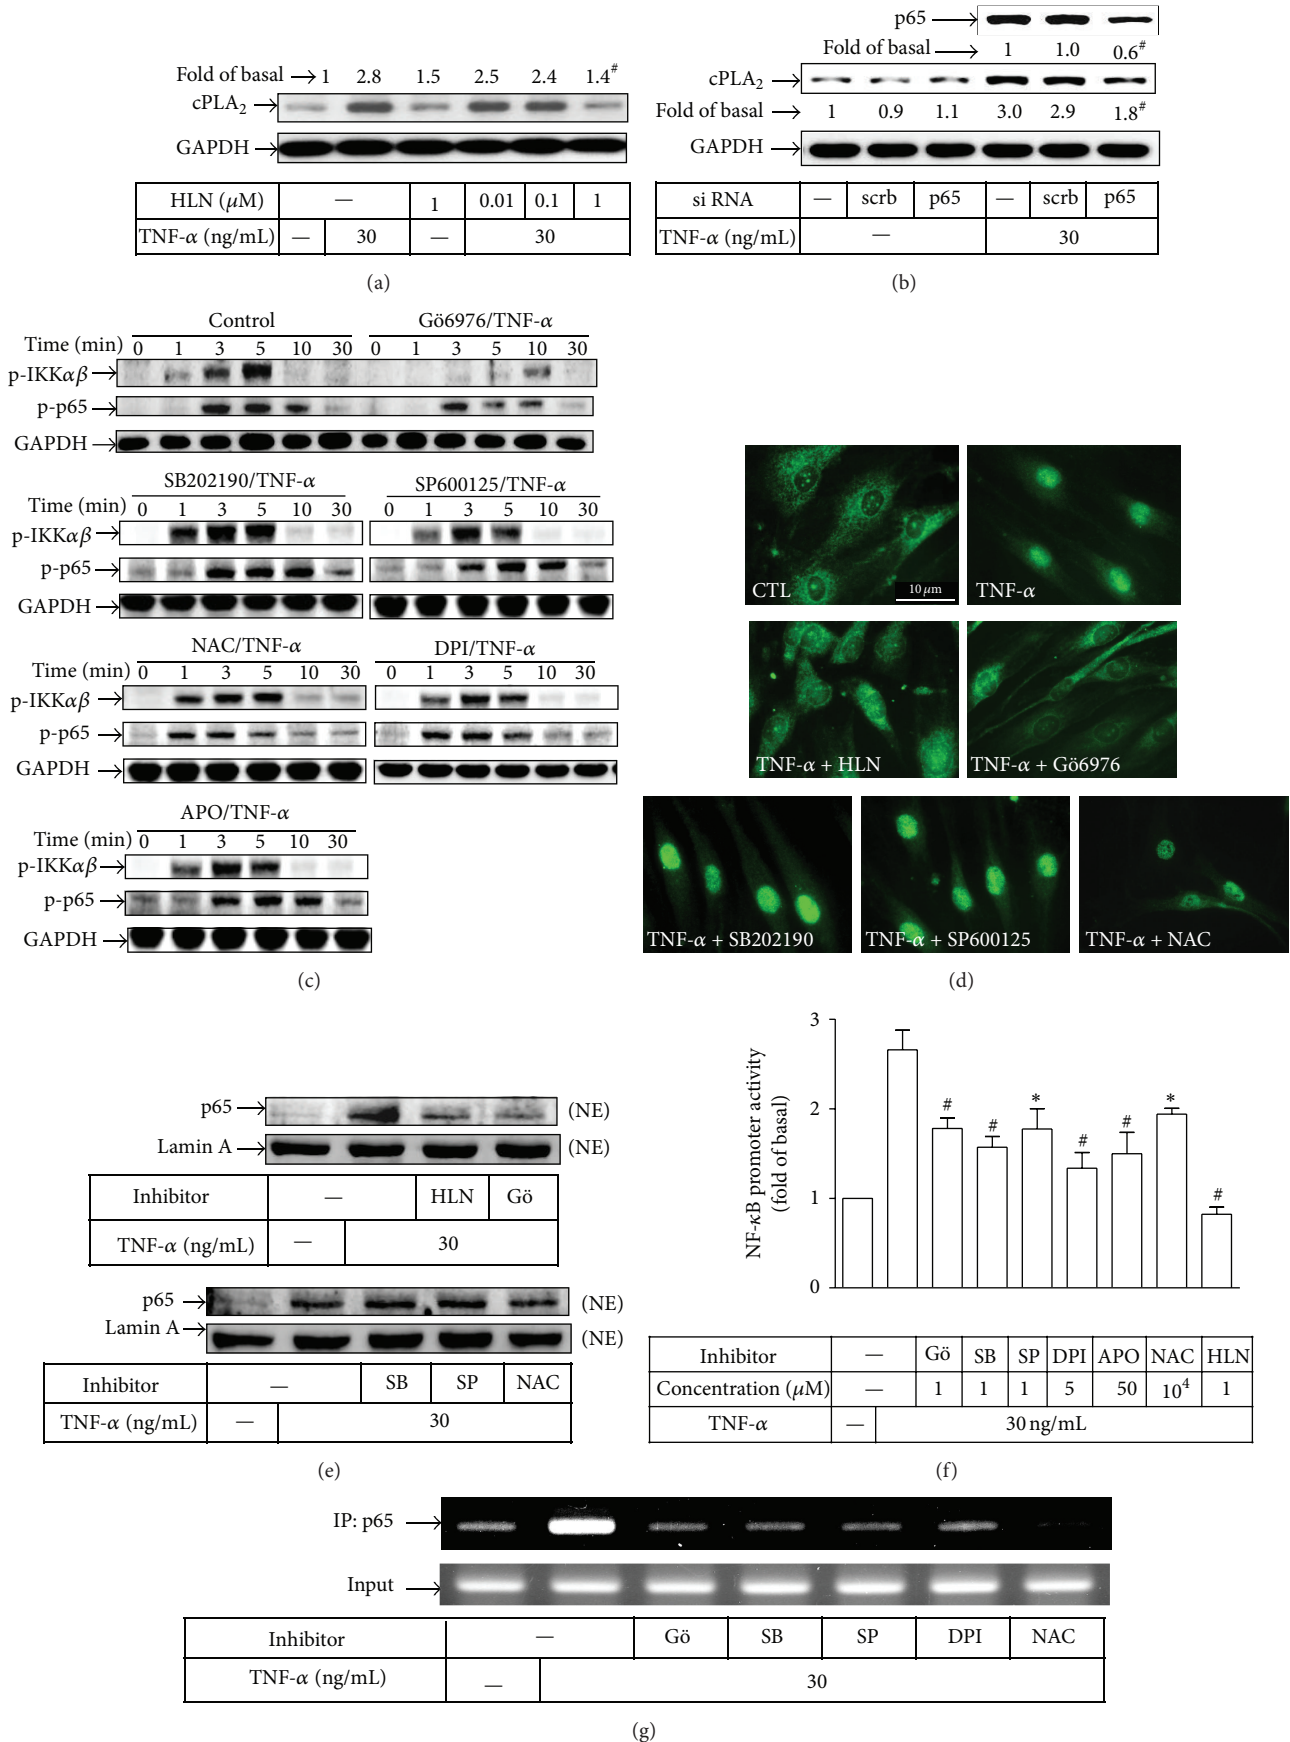 Fold of basal 1 2.8 1.5 2.5 2.4 1.4#
cPLA2
GAPDH
HLN (μM) — 1 0.01 0.1 1
TNF-α (ng/mL) — 30 — 30
(a)
p65
Fold of basal 1 1.0 0.6#
cPLA2
Fold of basal 1 0.9 1.1 3.0 2.9 1.8#
GAPDH
si RNA — scrb p65 — scrb p65
TNF-α (ng/mL) — 30
(b)
Control Gö6976/TNF-α
Time (min) 0 1 3 5 10 30 0 1 3 5 10 30
p-IKKαβ
p-p65
GAPDH
SB202190/TNF-α SP600125/TNF-α
Time (min) 0 1 3 5 10 30 0 1 3 5 10 30
p-IKKαβ
p-p65
GAPDH
NAC/TNF-α DPI/TNF-α
Time (min) 0 1 3 5 10 30 0 1 3 5 10 30
p-IKKαβ
p-p65
GAPDH
APO/TNF-α
Time (min) 0 1 3 5 10 30
p-IKKαβ
p-p65
GAPDH
(c)
CTL 10 μm TNF-α
TNF-α + HLN TNF-α + Gö6976
TNF-α + SB202190 TNF-α + SP600125 TNF-α + NAC
(d)
p65 (NE)
Lamin A (NE)
Inhibitor — HLN Gö
TNF-α (ng/mL) — 30
p65 (NE)
Lamin A (NE)
Inhibitor — SB SP NAC
TNF-α (ng/mL) — 30
(e)
NF-κB promoter activity
(fold of basal)
3
2
1
0
# # * # # * #
Inhibitor — Gö SB SP DPI APO NAC HLN
Concentration (μM) — 1 1 1 5 50 10⁴ 1
TNF-α — 30 ng/mL
(f)
IP: p65
Input
Inhibitor — Gö SB SP DPI NAC
TNF-α (ng/mL) — 30
(g)